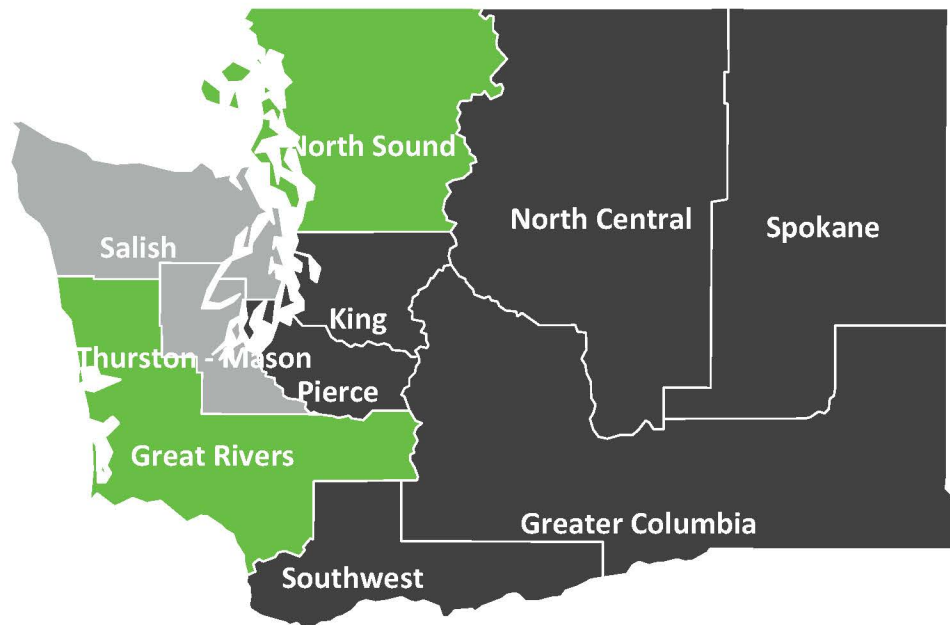 North Sound
North Central
Spokane
Salish
King
Thurston - Mason
Pierce
Great Rivers
Greater Columbia
Southwest